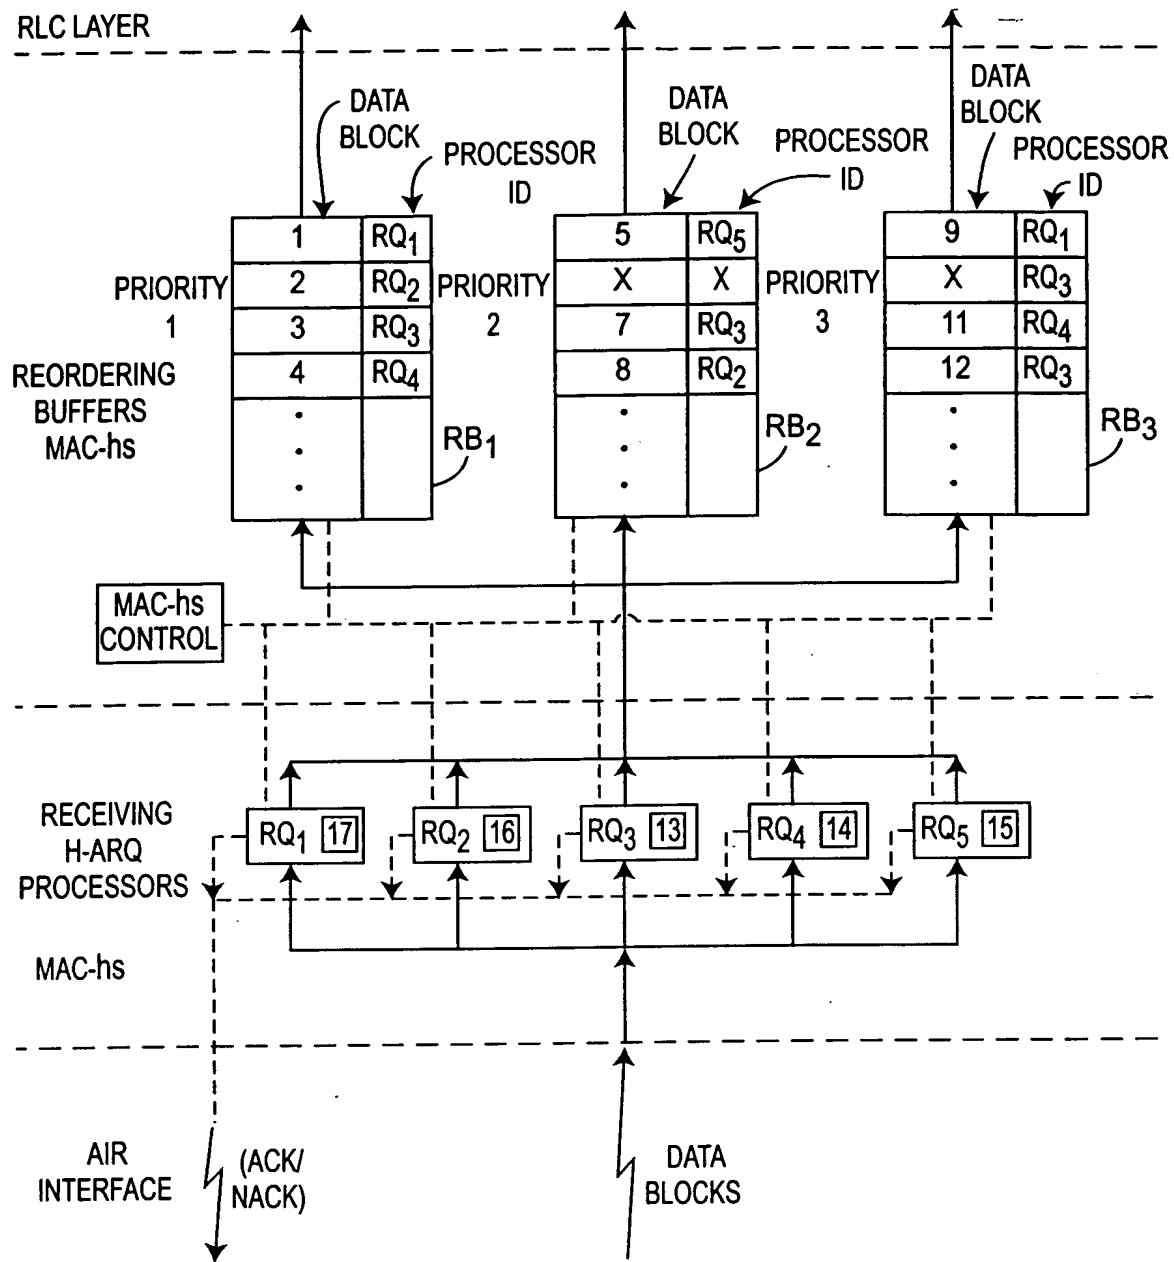 RLC LAYER
DATA
BLOCK
PROCESSOR
ID
DATA
BLOCK
PROCESSOR
ID
DATA
BLOCK
PROCESSOR
ID
PRIORITY
1
1 RQ1
2 RQ2
3 RQ3
4 RQ4
RB1
PRIORITY
2
5 RQ5
X X
7 RQ3
8 RQ2
RB2
PRIORITY
3
9 RQ1
X RQ3
11 RQ4
12 RQ3
RB3
REORDERING
BUFFERS
MAC-hs
MAC-hs
CONTROL
RECEIVING
H-ARQ
PROCESSORS
RQ1 17
RQ2 16
RQ3 13
RQ4 14
RQ5 15
MAC-hs
AIR
INTERFACE
(ACK/
NACK)
DATA
BLOCKS